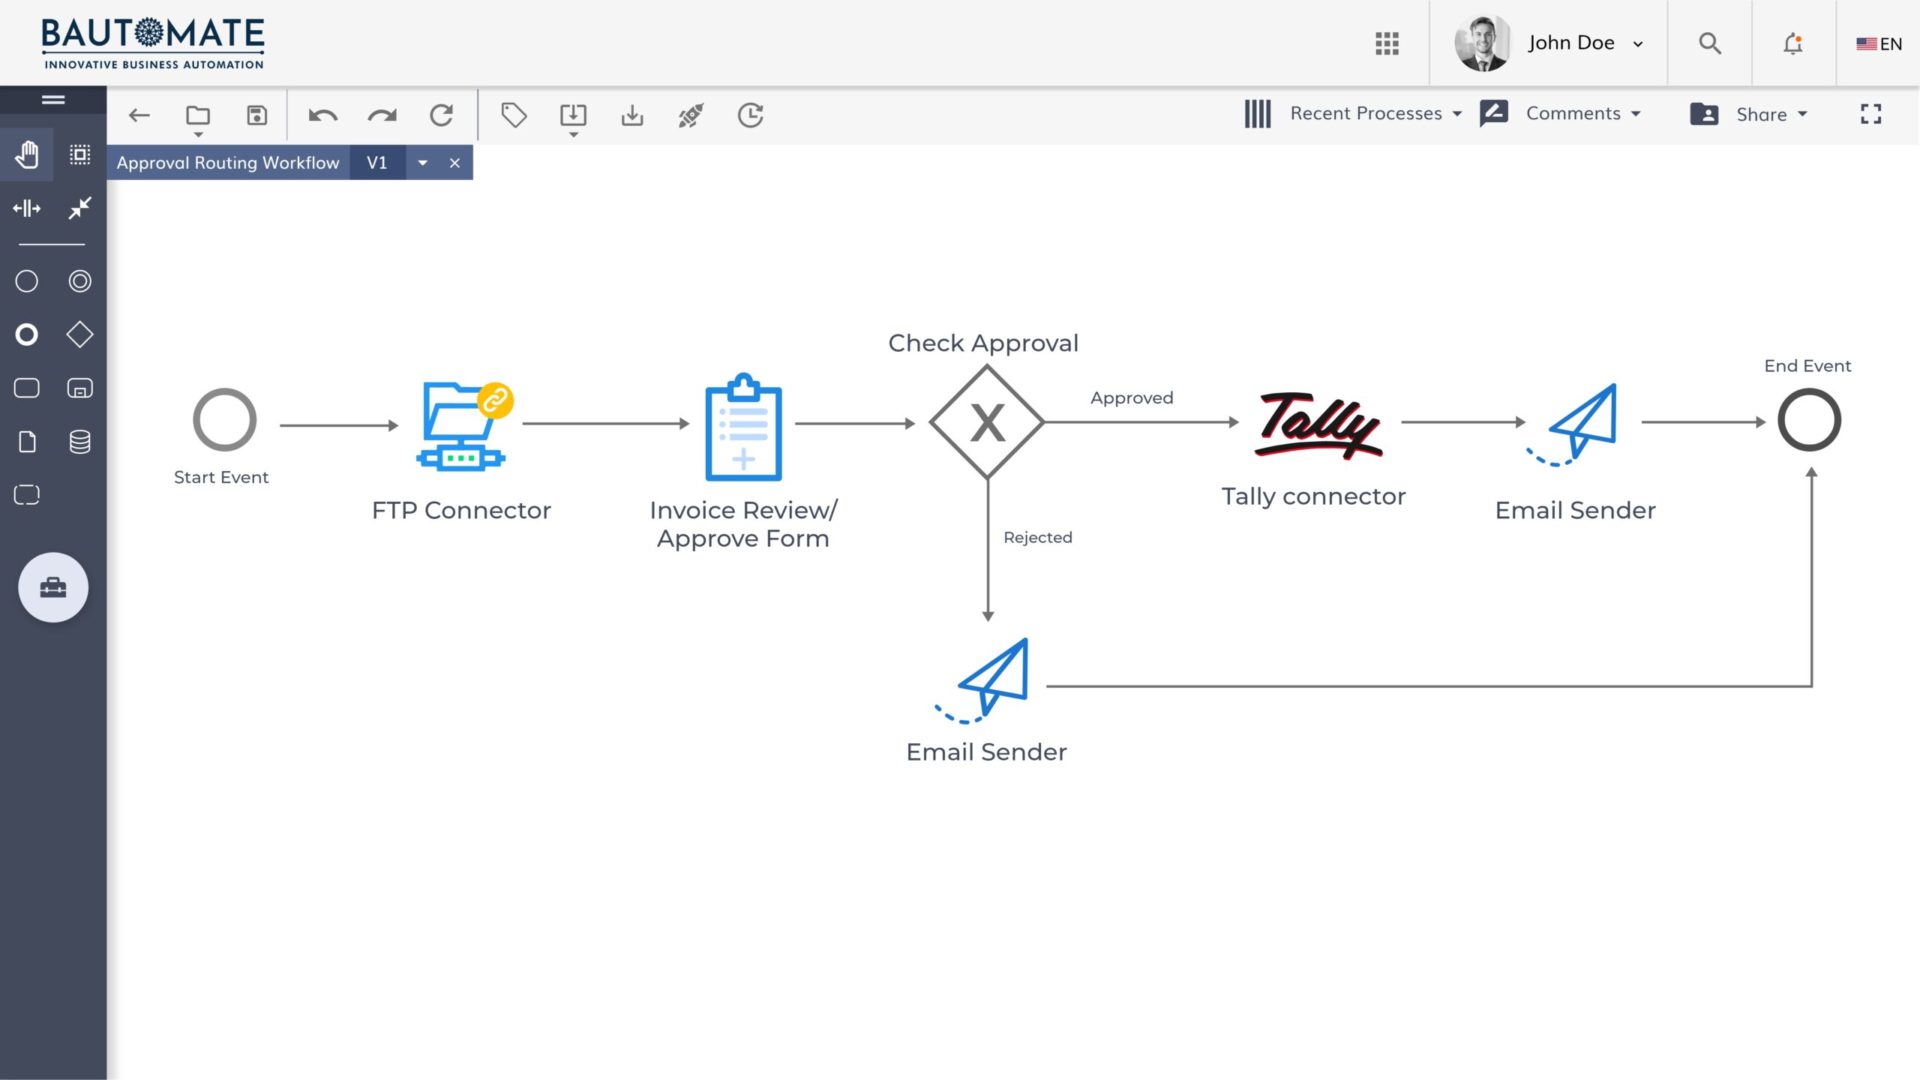 BAUTOMATE
INNOVATIVE BUSINESS AUTOMATION
John Doe
EN
Recent Processes
Comments
Share
Approval Routing Workflow V1
Check Approval
End Event
Approved
X
Tally
Start Event
FTP Connector
Invoice Review/
Approve Form
Tally connector
Email Sender
Rejected
Email Sender